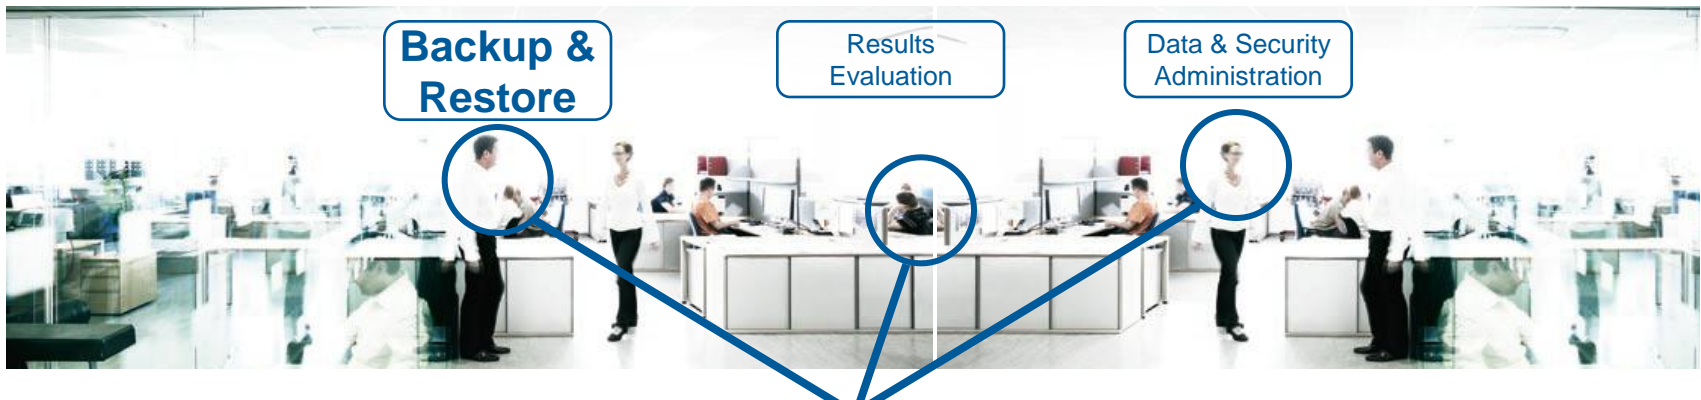 Backup &
Restore
Results
Evaluation
Data & Security
Administration